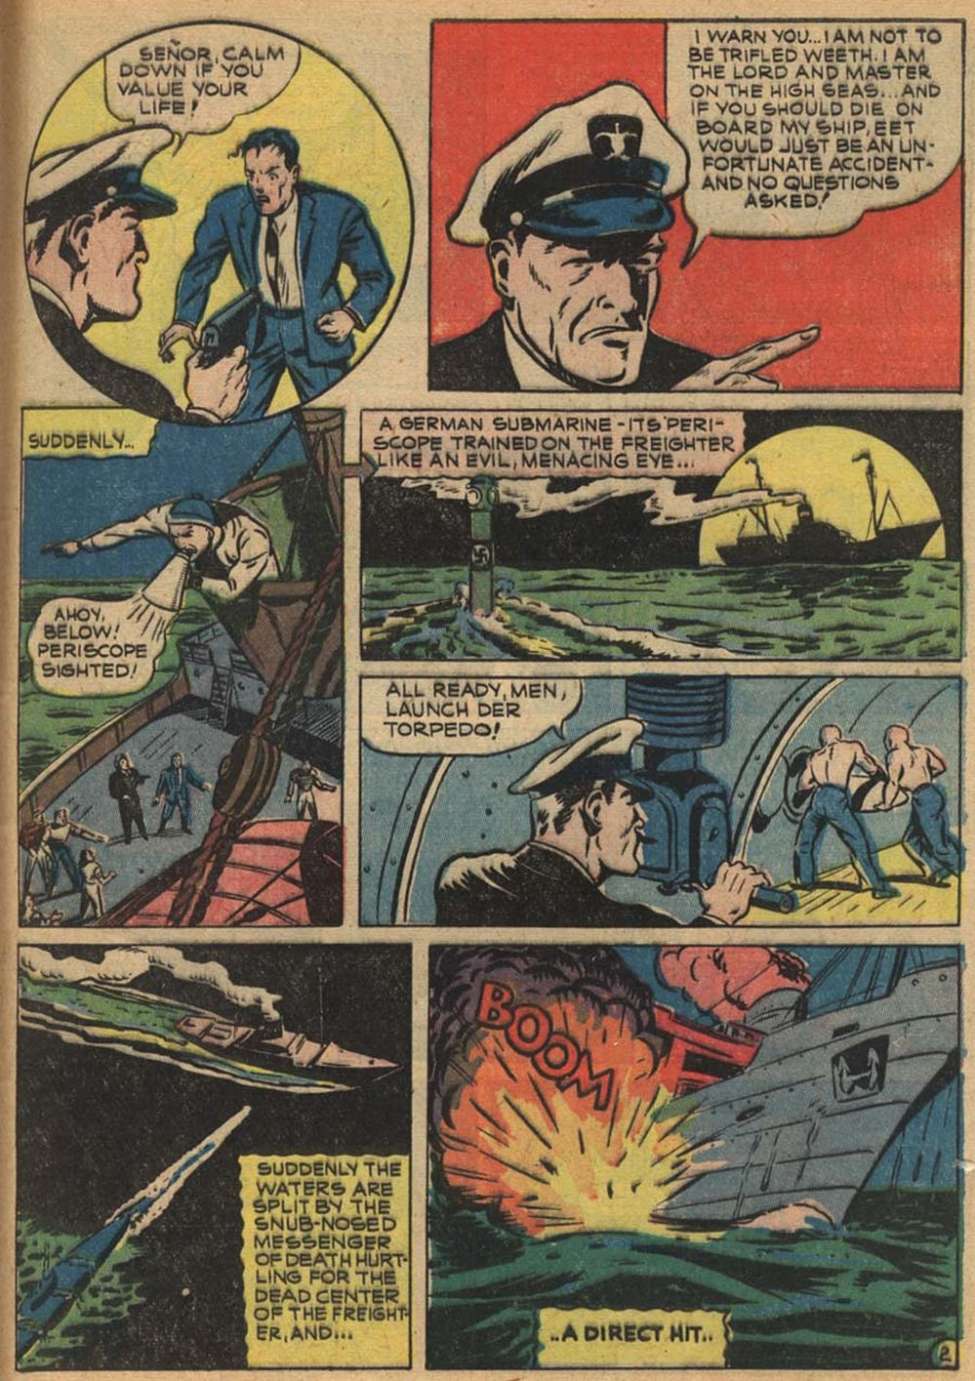 SEÑOR, CALM
DOWN IF YOU
VALUE YOUR
LIFE!
I WARN YOU...I AM NOT TO
BE TRIFLED WEETH. I AM
THE LORD AND MASTER
ON THE HIGH SEAS...AND
IF YOU SHOULD DIE ON
BOARD MY SHIP, EET
WOULD JUST BE AN UN-
FORTUNATE ACCIDENT-
AND NO QUESTIONS
ASKED!
SUDDENLY...
AHOY,
BELOW!
PERISCOPE
SIGHTED!
A GERMAN SUBMARINE - ITS PERI-
SCOPE TRAINED ON THE FREIGHTER
LIKE AN EVIL, MENACING EYE...
ALL READY, MEN,
LAUNCH DER
TORPEDO!
SUDDENLY THE
WATERS ARE
SPLIT BY THE
SNUB-NOSED
MESSENGER
OF DEATH HURT-
LING FOR THE
DEAD CENTER
OF THE FREIGHT-
ER, AND...
BOOM
..A DIRECT HIT..
2